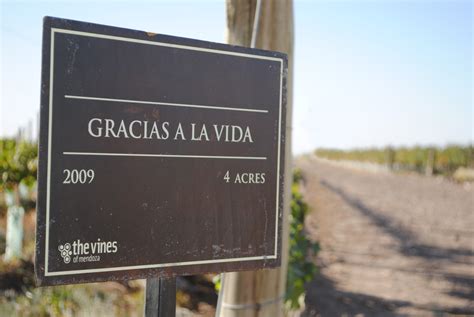 GRACIAS A LA VIDA
2009 4 ACRES
the vines
of mendoza